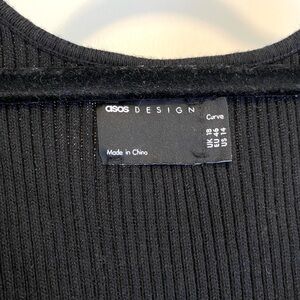 asos DESIGN
Curve
UK 18
EU 46
US 14
Made in China